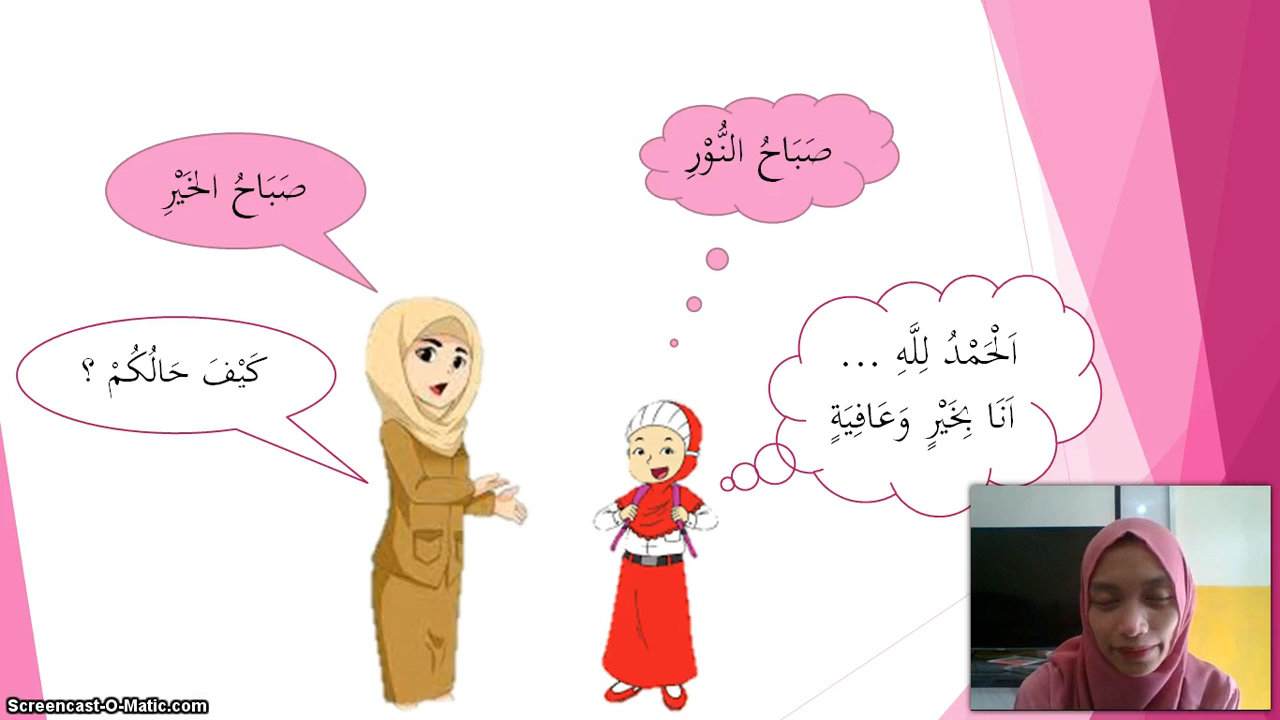 صَبَاحُ الخَيْرِ
صَبَاحُ النُّوْرِ
كَيْفَ حَالُكُمْ ؟
اَلْحَمْدُ لِلَّهِ ...
اَنَا بِخَيْرٍ وَعَافِيَةٍ
Screencast-O-Matic.com